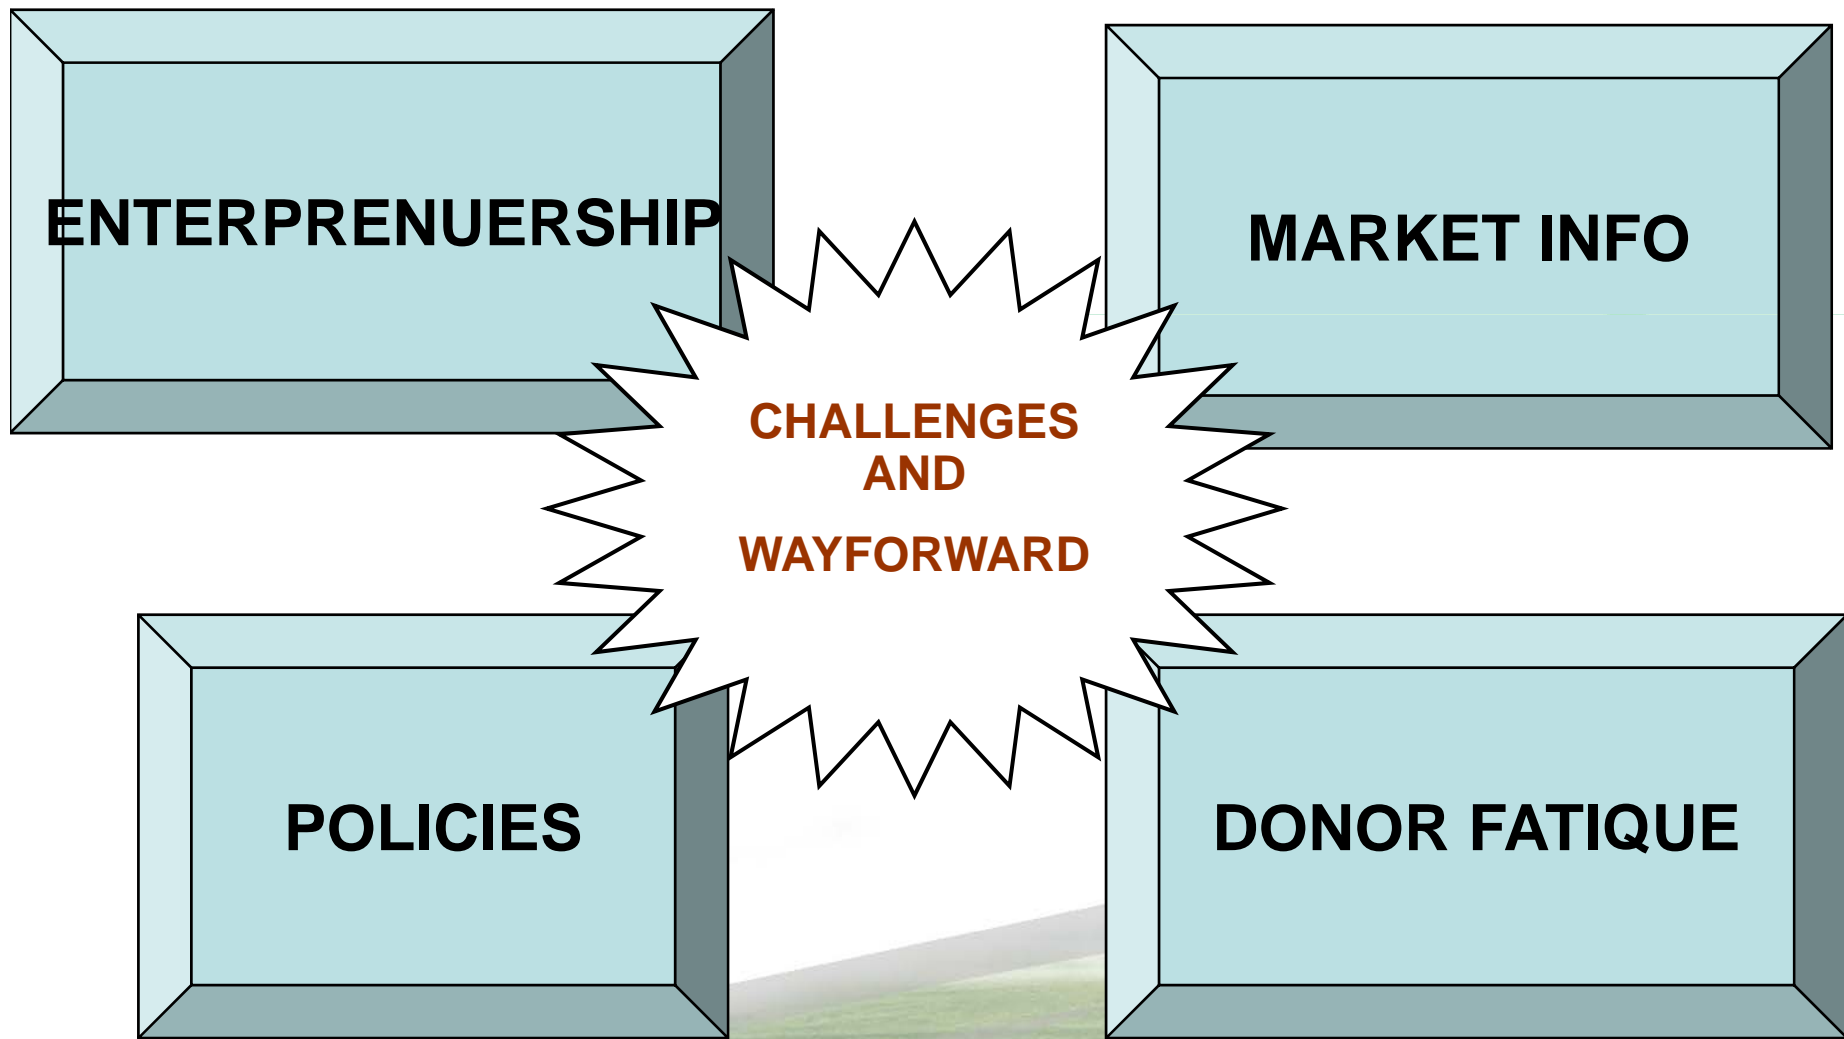 ENTERPRENUERSHIP
MARKET INFO
CHALLENGES
AND
WAYFORWARD
POLICIES
DONOR FATIQUE